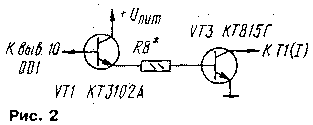 + Uпит
К выв. 10
DD1
R8*
VT3 КТ815Г
К Т1(I)
VT1 КТ3102А
Рис. 2